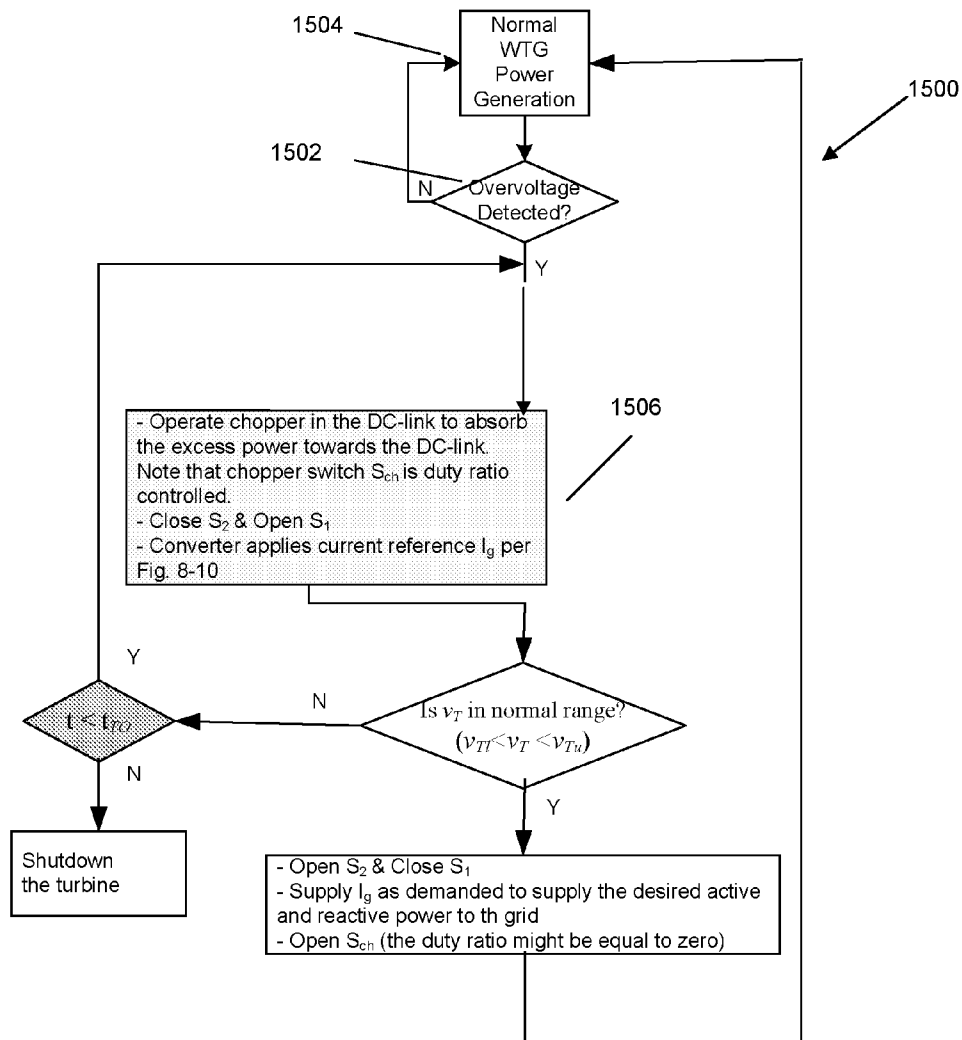 1504
Normal
WTG
Power
Generation
1500
1502
N
Overvoltage
Detected?
Y
1506
- Operate chopper in the DC-link to absorb
the excess power towards the DC-link.
Note that chopper switch Sch is duty ratio
controlled.
- Close S2 & Open S1
- Converter applies current reference Ig per
Fig. 8-10
Y
t < tTO
N
N
Is vT in normal range?
(vTl<vT <vTu)
Y
Shutdown
the turbine
- Open S2 & Close S1
- Supply Ig as demanded to supply the desired active
and reactive power to th grid
- Open Sch (the duty ratio might be equal to zero)